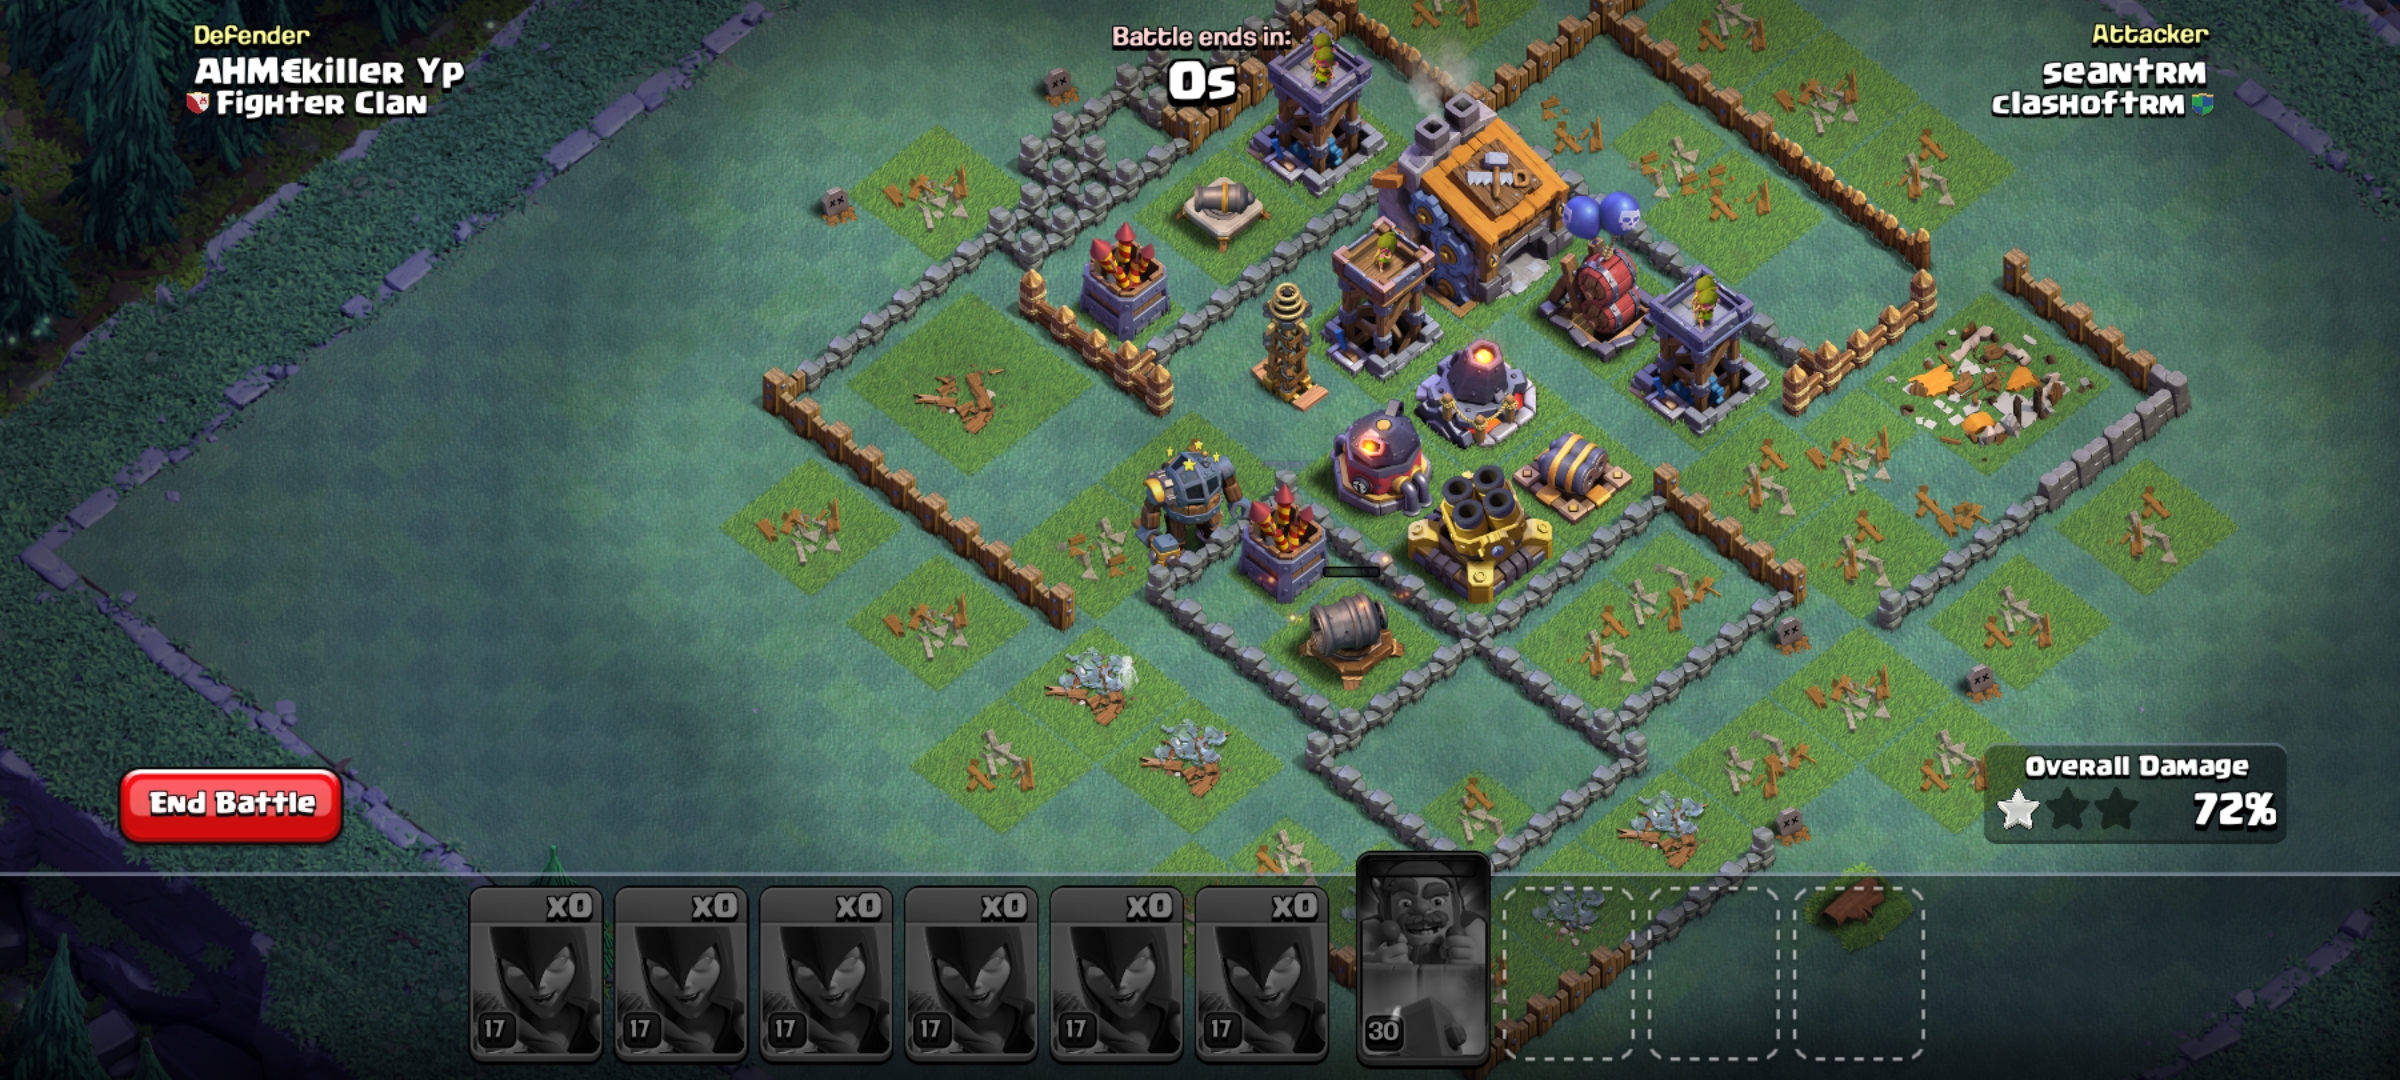 Defender
AHM€killer Yp
Fighter Clan
Battle ends in:
0s
Attacker
seantRM
clashoftRM
End Battle
Overall Damage
72%
x0
x0
x0
x0
x0
x0
17
17
17
17
17
17
30